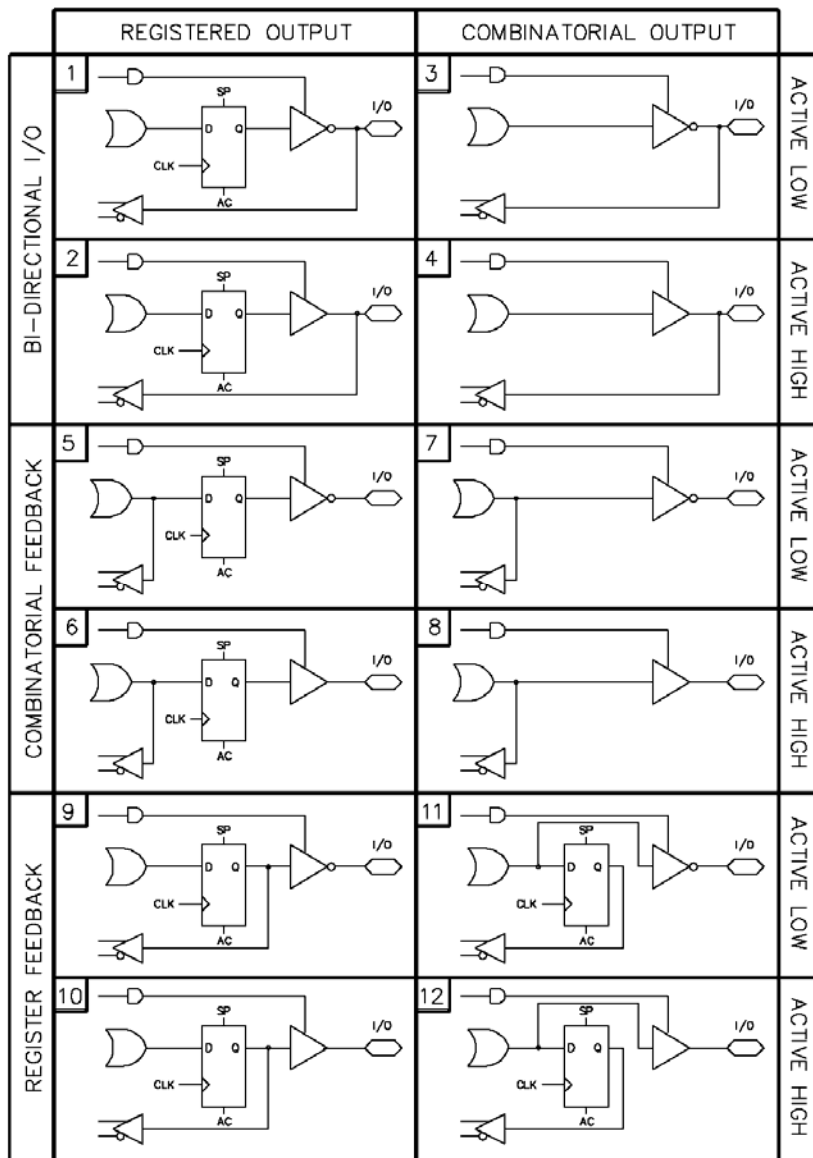 REGISTERED OUTPUT
COMBINATORIAL OUTPUT
BI-DIRECTIONAL I/O
1
SP
D Q
CLK
AC
I/O
3
I/O
ACTIVE LOW
2
SP
D Q
CLK
AC
I/O
4
I/O
ACTIVE HIGH
COMBINATORIAL FEEDBACK
5
SP
D Q
CLK
AC
I/O
7
I/O
ACTIVE LOW
6
SP
D Q
CLK
AC
I/O
8
I/O
ACTIVE HIGH
REGISTER FEEDBACK
9
SP
D Q
CLK
AC
I/O
11
SP
D Q
CLK
AC
I/O
ACTIVE LOW
10
SP
D Q
CLK
AC
I/O
12
SP
D Q
CLK
AC
I/O
ACTIVE HIGH